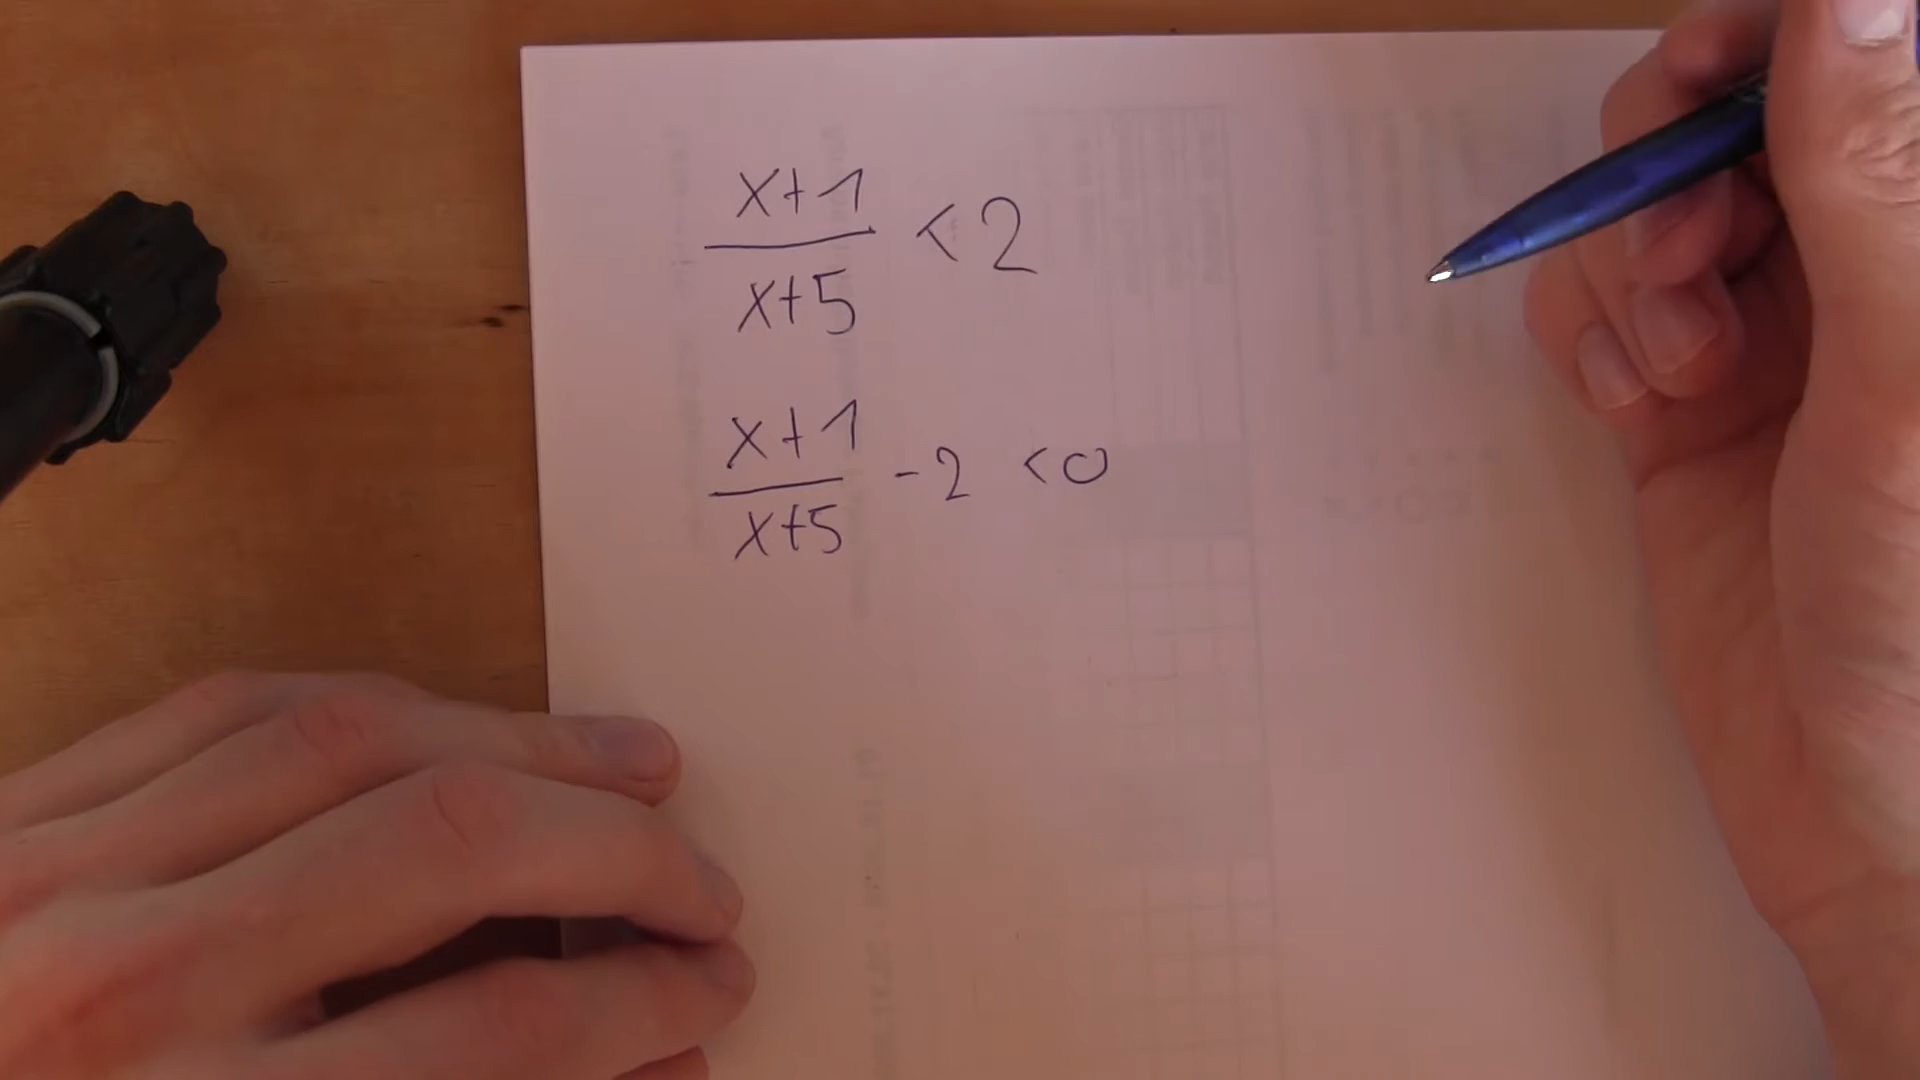 x+1
—— < 2
x+5
x+1
—— - 2 < 0
x+5